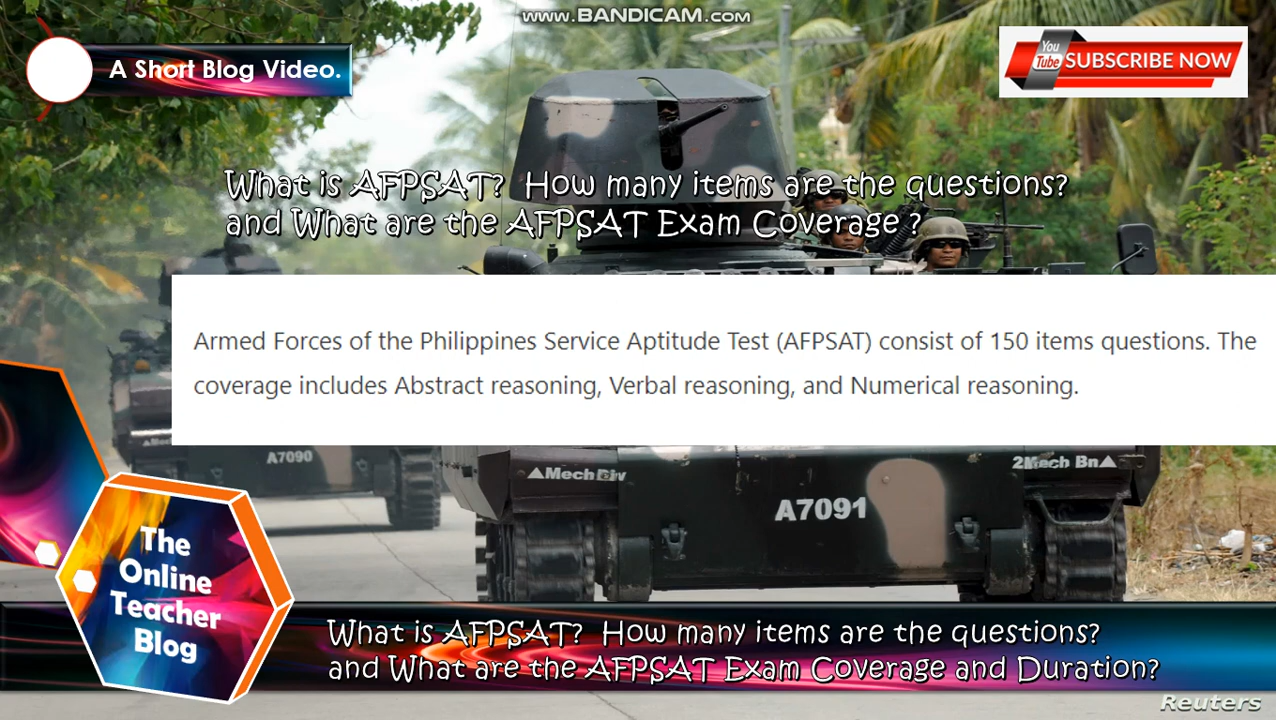 www.BANDICAM.com
A Short Blog Video.
You
Tube
SUBSCRIBE NOW
What is AFPSAT? How many items are the questions?
and What are the AFPSAT Exam Coverage ?
Armed Forces of the Philippines Service Aptitude Test (AFPSAT) consist of 150 items questions. The
coverage includes Abstract reasoning, Verbal reasoning, and Numerical reasoning.
▲Mech
A7090
▲Mech Div
2Mech Bn▲
A7091
The
Online
Teacher
Blog
What is AFPSAT? How many items are the questions?
and What are the AFPSAT Exam Coverage and Duration?
Reuters